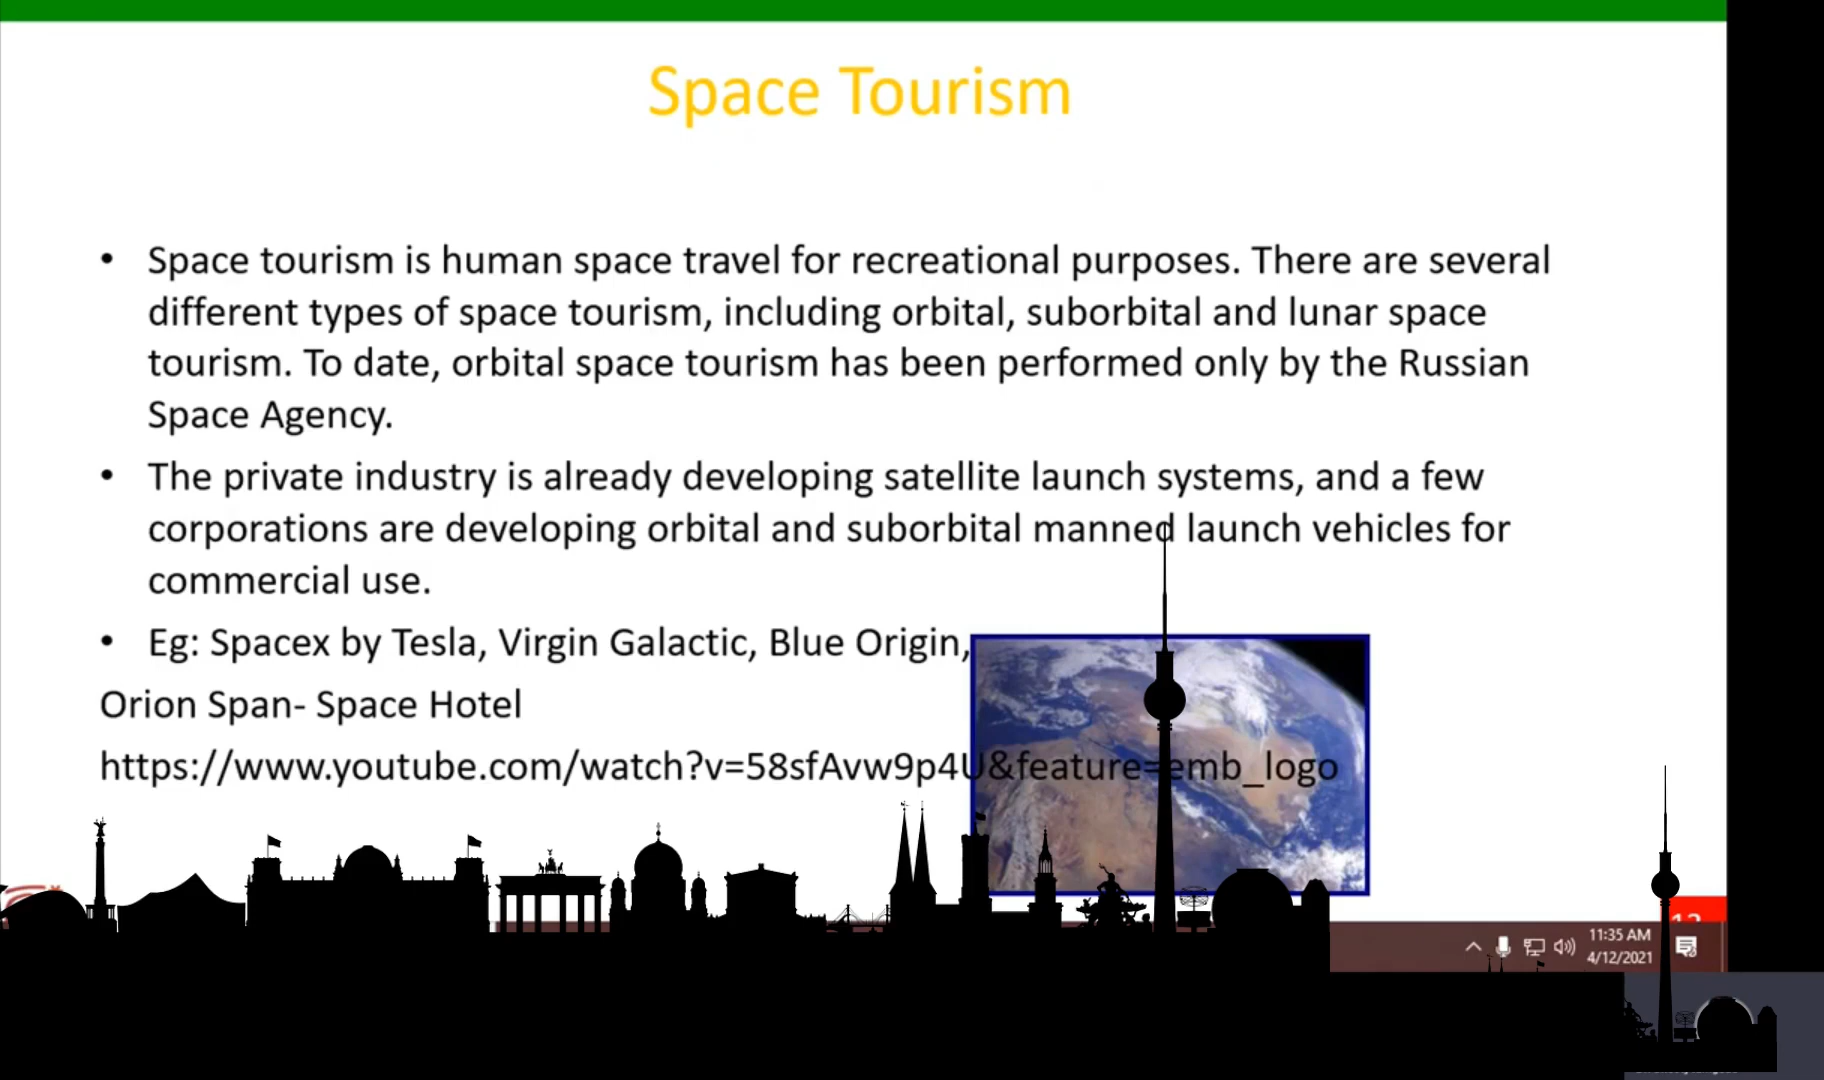 Space Tourism
• Space tourism is human space travel for recreational purposes. There are several
different types of space tourism, including orbital, suborbital and lunar space
tourism. To date, orbital space tourism has been performed only by the Russian
Space Agency.
• The private industry is already developing satellite launch systems, and a few
corporations are developing orbital and suborbital manned launch vehicles for
commercial use.
• Eg: Spacex by Tesla, Virgin Galactic, Blue Origin,
Orion Span- Space Hotel
https://www.youtube.com/watch?v=58sfAvw9p4U&feature=emb_logo
11:35 AM
4/12/2021